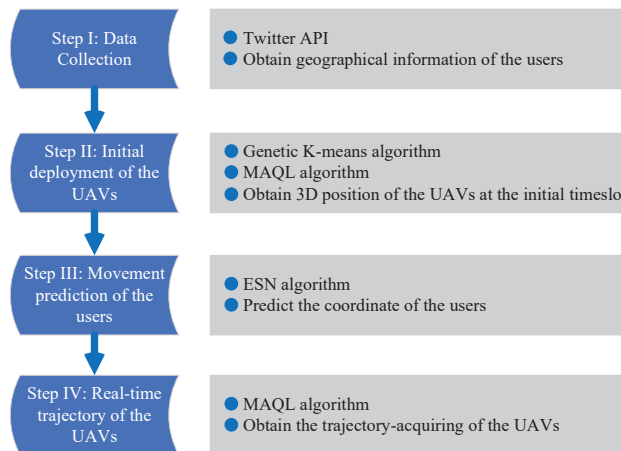 Step I: Data
Collection
Twitter API
Obtain geographical information of the users
Step II: Initial
deployment of the
UAVs
Genetic K-means algorithm
MAQL algorithm
Obtain 3D position of the UAVs at the initial timeslo
Step III: Movement
prediction of the
users
ESN algorithm
Predict the coordinate of the users
Step IV: Real-time
trajectory of the
UAVs
MAQL algorithm
Obtain the trajectory-acquiring of the UAVs